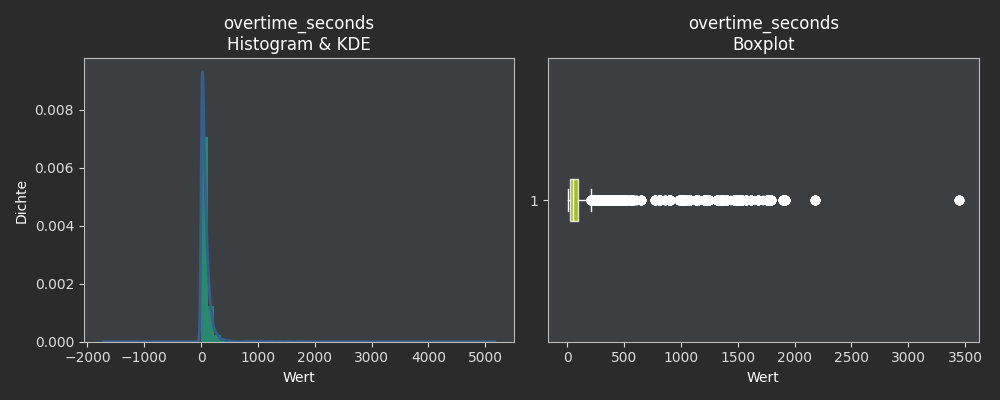 overtime_seconds
Histogram & KDE
Dichte
0.008
0.006
0.004
0.002
0.000
−2000 −1000 0 1000 2000 3000 4000 5000
Wert
overtime_seconds
Boxplot
1
0 500 1000 1500 2000 2500 3000 3500
Wert